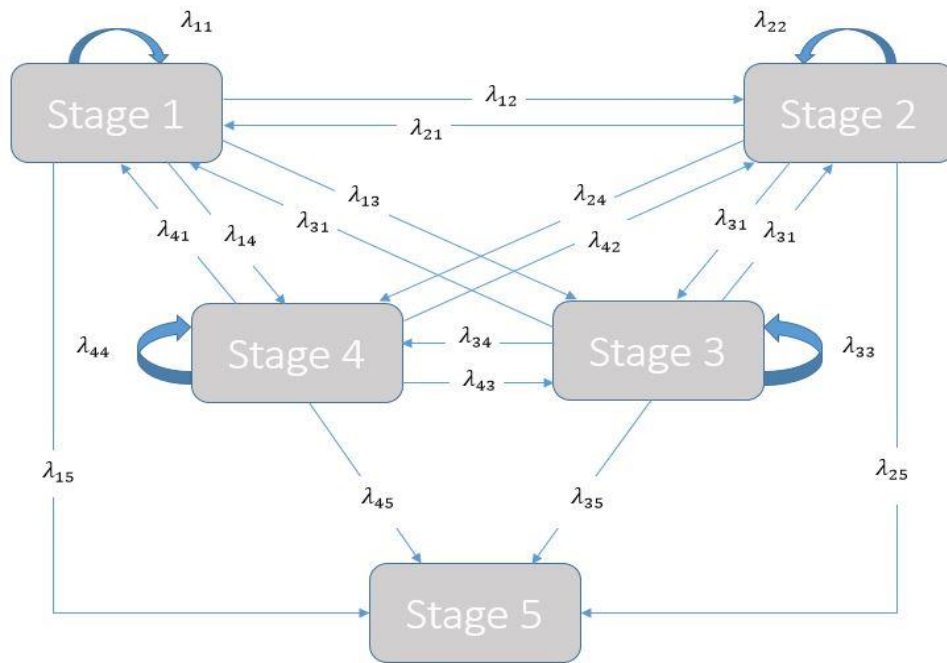 λ₁₁
λ₂₂
Stage 1
λ₁₂
Stage 2
λ₂₁
λ₁₃
λ₂₄
λ₄₁
λ₁₄
λ₃₁
λ₄₂
λ₃₁
λ₃₁
λ₄₄
Stage 4
λ₃₄
Stage 3
λ₃₃
λ₄₃
λ₁₅
λ₂₅
λ₄₅
λ₃₅
Stage 5